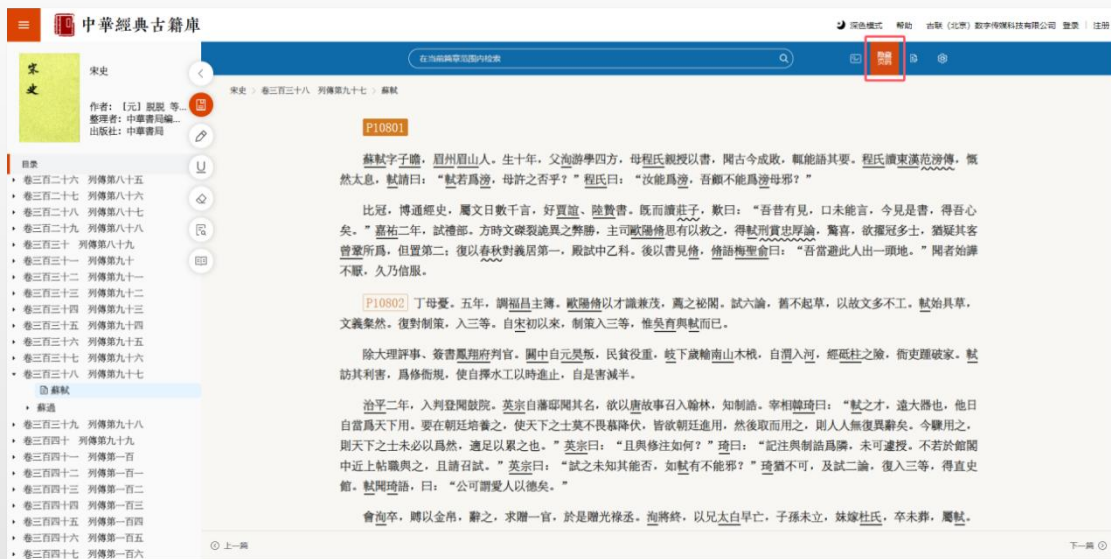 中華經典古籍庫
深色模式 帮助 古联（北京）数字传媒科技有限公司 登录 | 注册
宋史
宋史
作者：［元］脱脱 等...
整理者：中華書局編...
出版社：中華書局
在当前篇章范围内检索
宋史 > 卷三百三十八 列傳第九十七 > 蘇軾
目录
卷三百二十六 列傳第八十五
卷三百二十七 列傳第八十六
卷三百二十八 列傳第八十七
卷三百二十九 列傳第八十八
卷三百三十 列傳第八十九
卷三百三十一 列傳第九十
卷三百三十二 列傳第九十一
卷三百三十三 列傳第九十二
卷三百三十四 列傳第九十三
卷三百三十五 列傳第九十四
卷三百三十六 列傳第九十五
卷三百三十七 列傳第九十六
卷三百三十八 列傳第九十七
蘇軾
蘇過
卷三百三十九 列傳第九十八
卷三百四十 列傳第九十九
卷三百四十一 列傳第一百
卷三百四十二 列傳第一百一
卷三百四十三 列傳第一百二
卷三百四十四 列傳第一百三
卷三百四十五 列傳第一百四
卷三百四十六 列傳第一百五
卷三百四十七 列傳第一百六
P10801
蘇軾字子瞻，眉州眉山人。生十年，父洵游學四方，母程氏親授以書，聞古今成敗，輒能語其要。程氏讀東漢范滂傳，慨
然太息，軾請曰：“軾若爲滂，母許之否乎？”程氏曰：“汝能爲滂，吾顧不能爲滂母邪？”
比冠，博通經史，屬文日數千言，好賈誼、陸贄書。既而讀莊子，歎曰：“吾昔有見，口未能言，今見是書，得吾心
矣。”嘉祐二年，試禮部。方時文磔裂詭異之弊勝，主司歐陽脩思有以救之，得軾刑賞忠厚論，驚喜，欲擢冠多士，猶疑其客
曾鞏所爲，但置第二；復以春秋對義居第一，殿試中乙科。後以書見脩，脩語梅聖俞曰：“吾當避此人出一頭地。”聞者始譁
不厭，久乃信服。
P10802 丁母憂。五年，調福昌主簿。歐陽脩以才識兼茂，薦之祕閣。試六論，舊不起草，以故文多不工。軾始具草，
文義粲然。復對制策，入三等。自宋初以來，制策入三等，惟吳育與軾而已。
除大理評事、簽書鳳翔府判官。關中自元昊叛，民貧役重，岐下歲輸南山木栰，自渭入河，經砥柱之險，衙吏踵破家。軾
訪其利害，爲修衙規，使自擇水工以時進止，自是害減半。
治平二年，入判登聞鼓院。英宗自藩邸聞其名，欲以唐故事召入翰林，知制誥。宰相韓琦曰：“軾之才，遠大器也，他日
自當爲天下用。要在朝廷培養之，使天下之士莫不畏慕降伏，皆欲朝廷進用，然後取而用之，則人人無復異辭矣。今驟用之，
則天下之士未必以爲然，適足以累之也。”英宗曰：“且與修注如何？”琦曰：“記注與制誥爲隣，未可遽授。不若於館閣
中近上帖職與之，且請召試。”英宗曰：“試之未知其能否，如軾有不能邪？”琦猶不可，及試二論，復入三等，得直史
館。軾聞琦語，曰：“公可謂愛人以德矣。”
會洵卒，賻以金帛，辭之，求贈一官，於是贈光祿丞。洵將終，以兄太白早亡，子孫未立，妹嫁杜氏，卒未葬，屬軾。
上一篇
下一篇